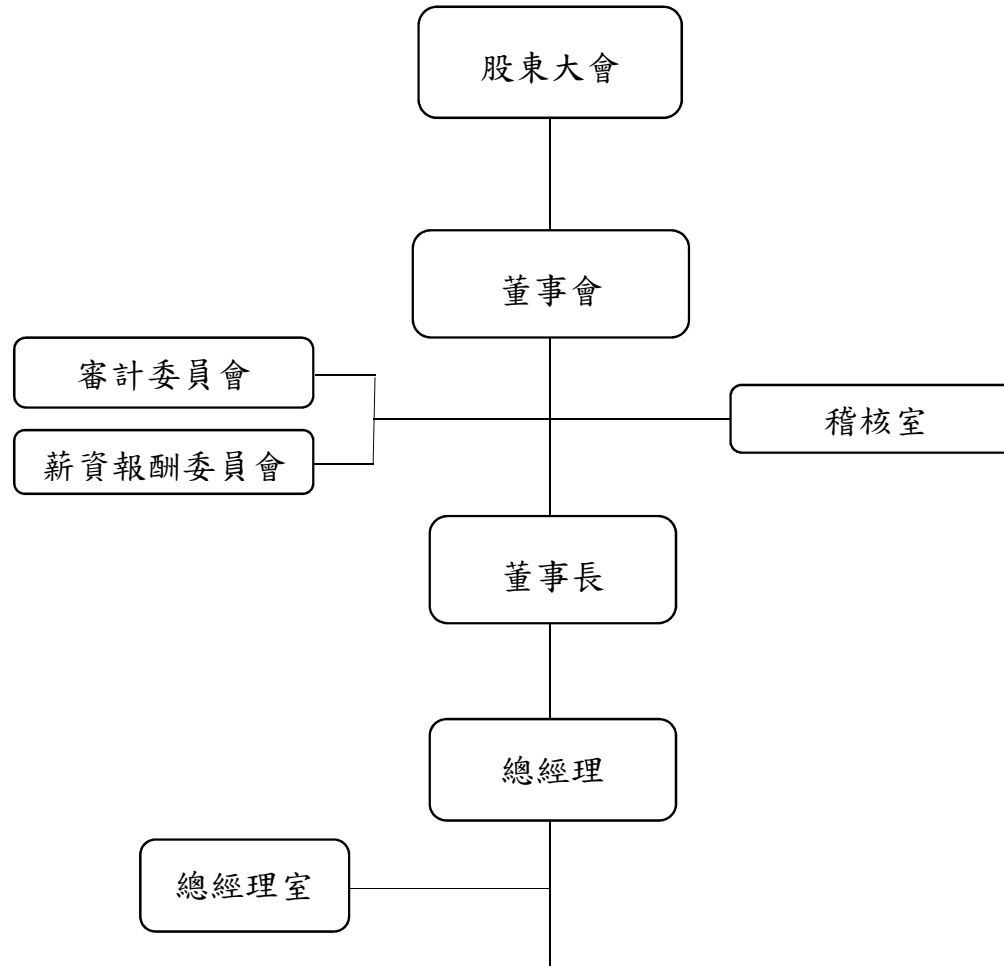 股東大會
董事會
審計委員會
稽核室
薪資報酬委員會
董事長
總經理
總經理室